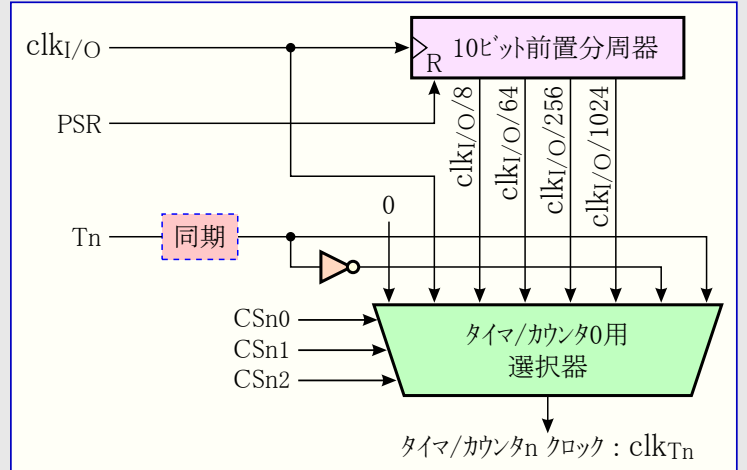 clkI/O
10ビット前置分周器
R
PSR
clkI/O/8
clkI/O/64
clkI/O/256
clkI/O/1024
0
Tn
同期
CSn0
CSn1
CSn2
タイマ/カウンタ0用
選択器
タイマ/カウンタn クロック : clkTn